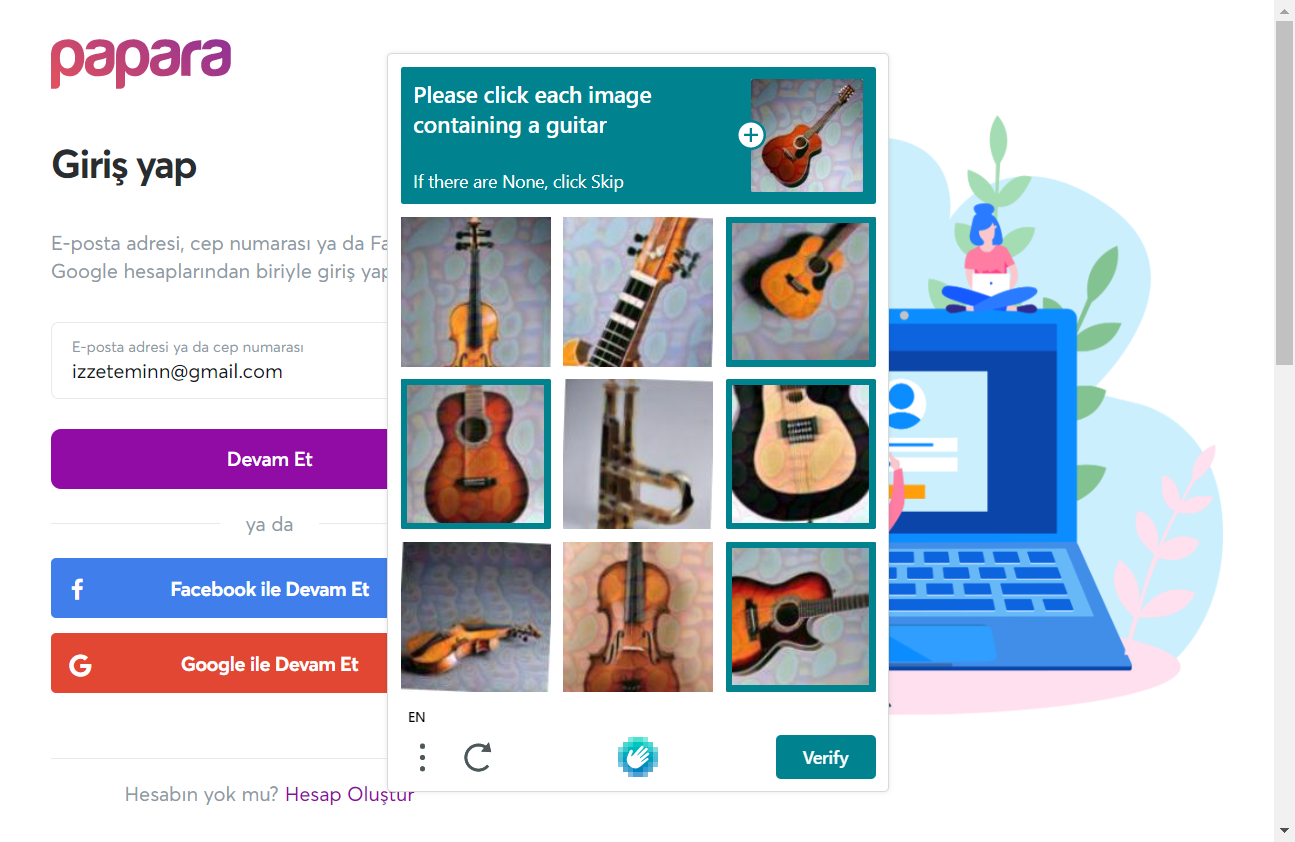 papara
Giriş yap
E-posta adresi, cep numarası ya da Fa
Google hesaplarından biriyle giriş yap
E-posta adresi ya da cep numarası
izzeteminn@gmail.com
Devam Et
ya da
Facebook ile Devam Et
Google ile Devam Et
Hesabın yok mu? Hesap Oluştur
Please click each image
containing a guitar
If there are None, click Skip
EN
Verify